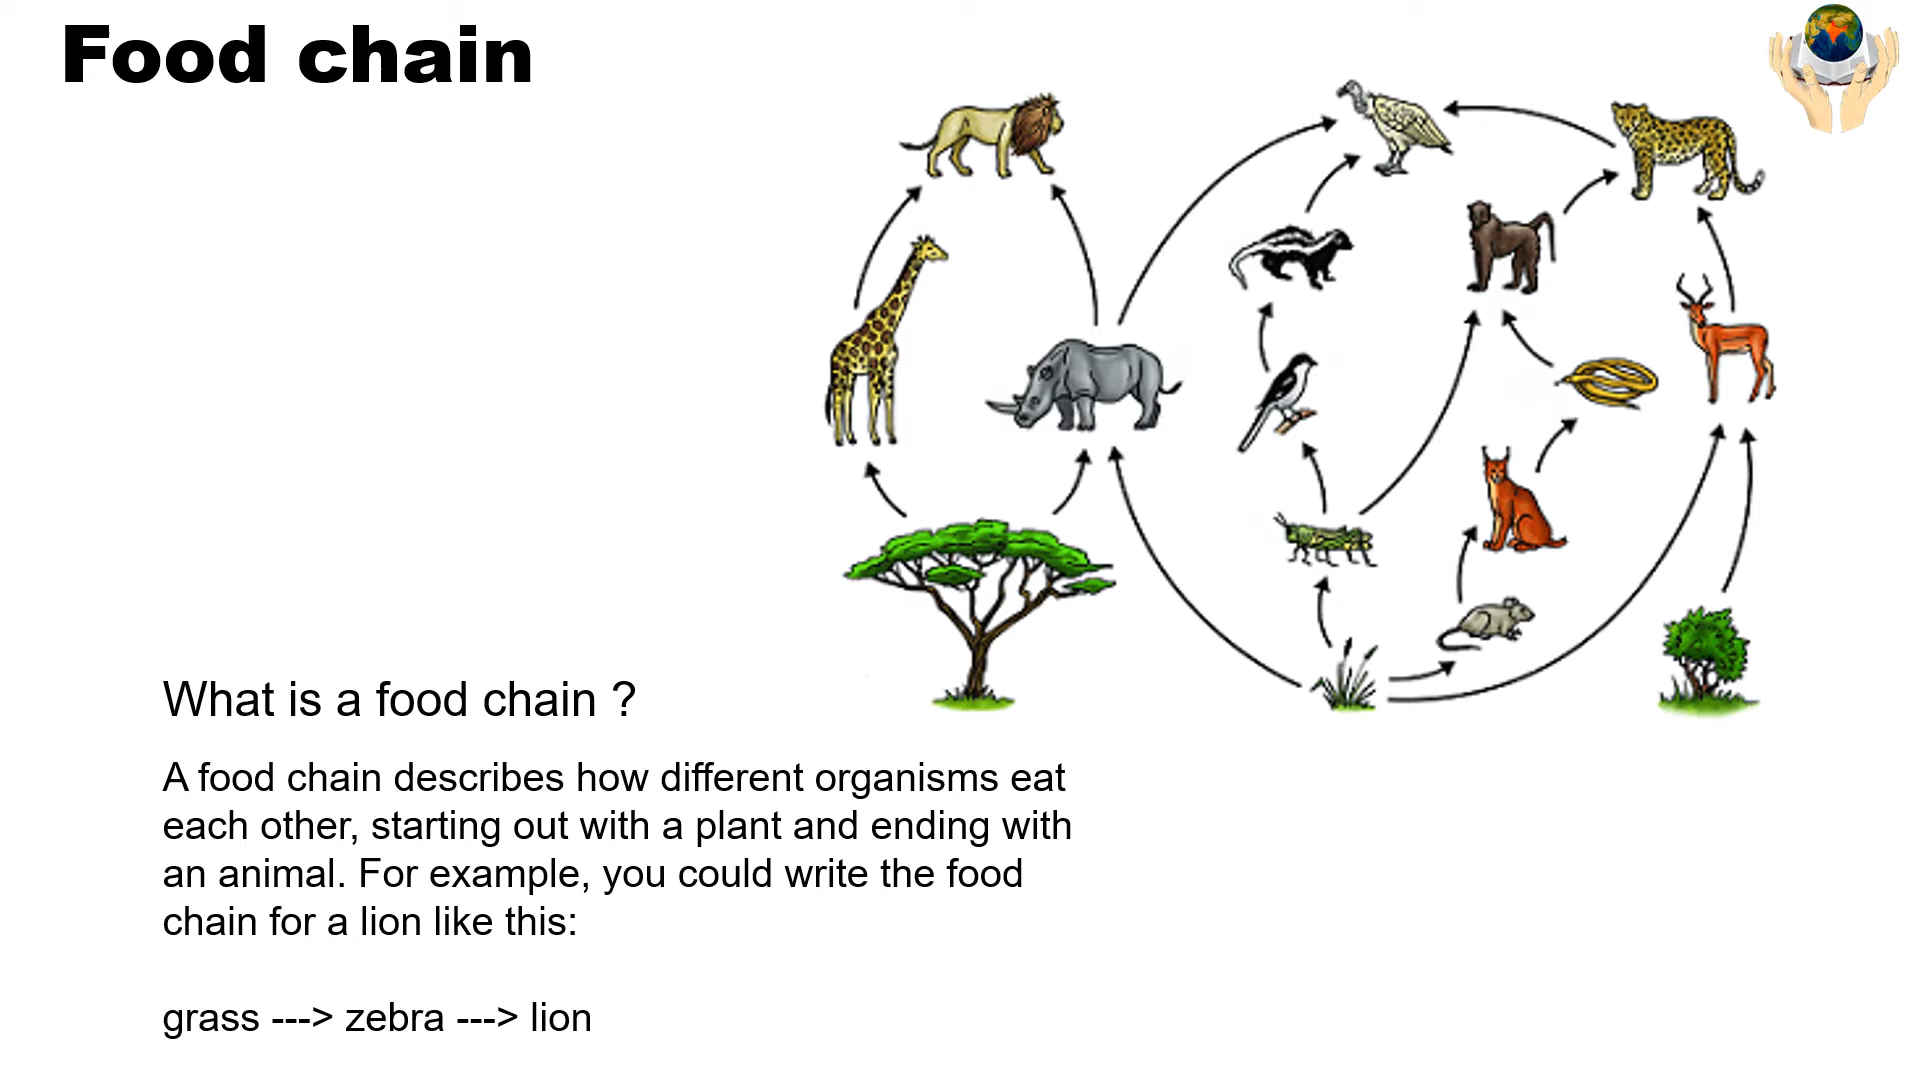 Food chain
What is a food chain ?
A food chain describes how different organisms eat
each other, starting out with a plant and ending with
an animal. For example, you could write the food
chain for a lion like this:
grass ---> zebra ---> lion